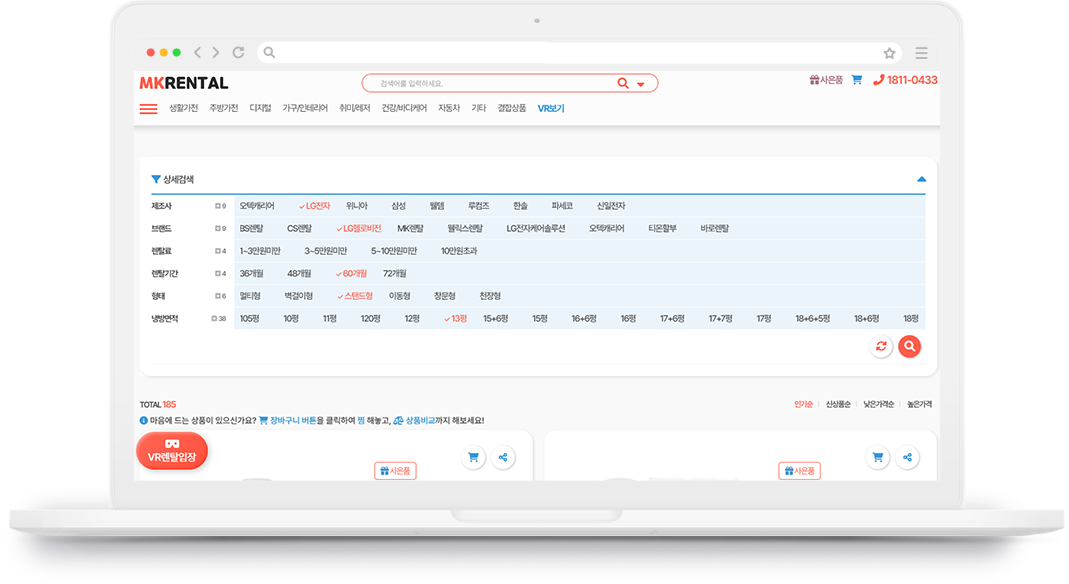 MKRENTAL 검색어를 입력하세요. 사은품 1811-0433
생활가전 주방가전 디지털 가구/인테리어 취미/레저 건강/바디케어 자동차 기타 결합상품 VR보기
상세검색
제조사 9 오텍캐리어 LG전자 위니아 삼성 웰템 루컴즈 한솔 파세코 신일전자
브랜드 9 BS렌탈 CS렌탈 LG헬로비전 MK렌탈 웰릭스렌탈 LG전자케어솔루션 오텍캐리어 티온할부 바로렌탈
렌탈료 4 1~3만원미만 3~5만원미만 5~10만원미만 10만원초과
렌탈기간 4 36개월 48개월 60개월 72개월
형태 6 멀티형 벽걸이형 스탠드형 이동형 창문형 천장형
냉방면적 38 105평 10평 11평 120평 12평 13평 15+6평 15평 16+6평 16평 17+6평 17+7평 17평 18+6+5평 18+6평 18평
TOTAL 185 인기순 신상품순 낮은가격순 높은가격
마음에 드는 상품이 있으신가요? 장바구니 버튼을 클릭하여 찜 해놓고, 상품비교까지 해보세요!
VR렌탈입장
사은품 사은품